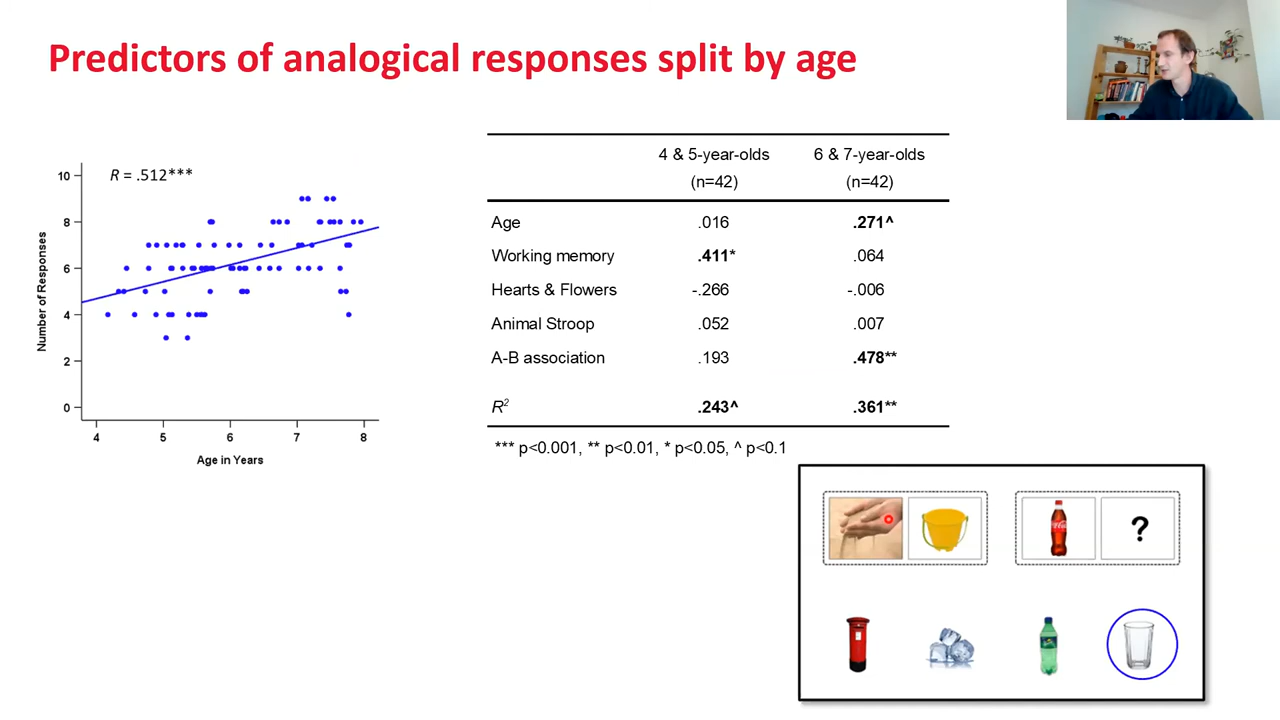 Predictors of analogical responses split by age
R = .512***
Number of Responses
10
8
6
4
2
0
4 5 6 7 8
Age in Years
4 & 5-year-olds 6 & 7-year-olds
(n=42) (n=42)
Age .016 .271^
Working memory .411* .064
Hearts & Flowers -.266 -.006
Animal Stroop .052 .007
A-B association .193 .478**
R2 .243^ .361**
*** p<0.001, ** p<0.01, * p<0.05, ^ p<0.1
?